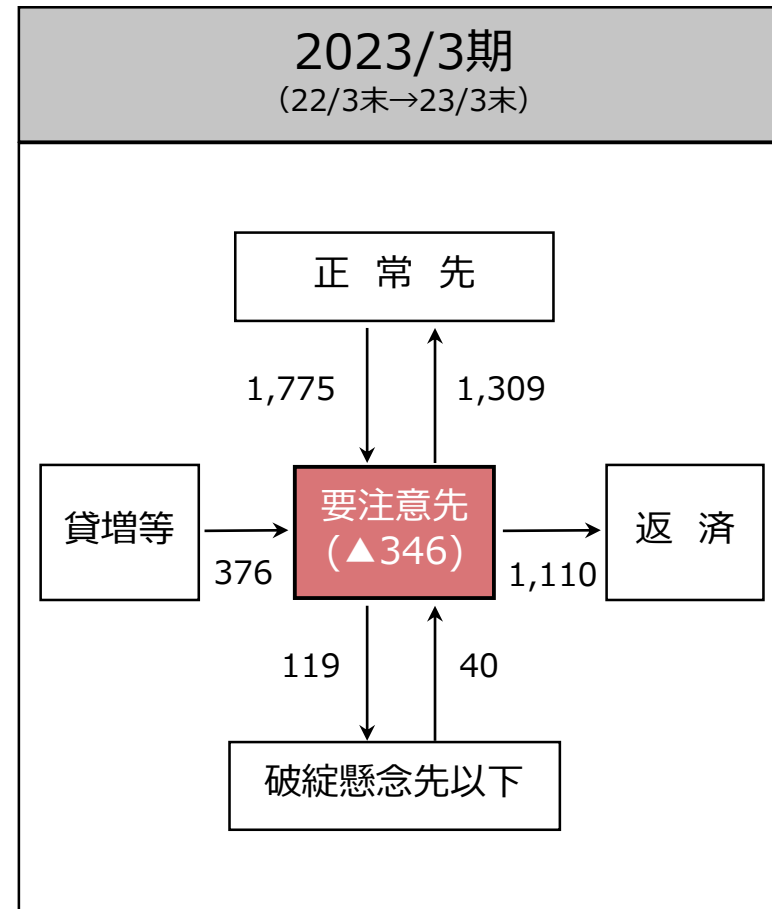 2023/3期
（22/3末→23/3末）
正 常 先
1,775
1,309
貸増等
376
要注意先
(▲346)
1,110
返 済
119
40
破綻懸念先以下